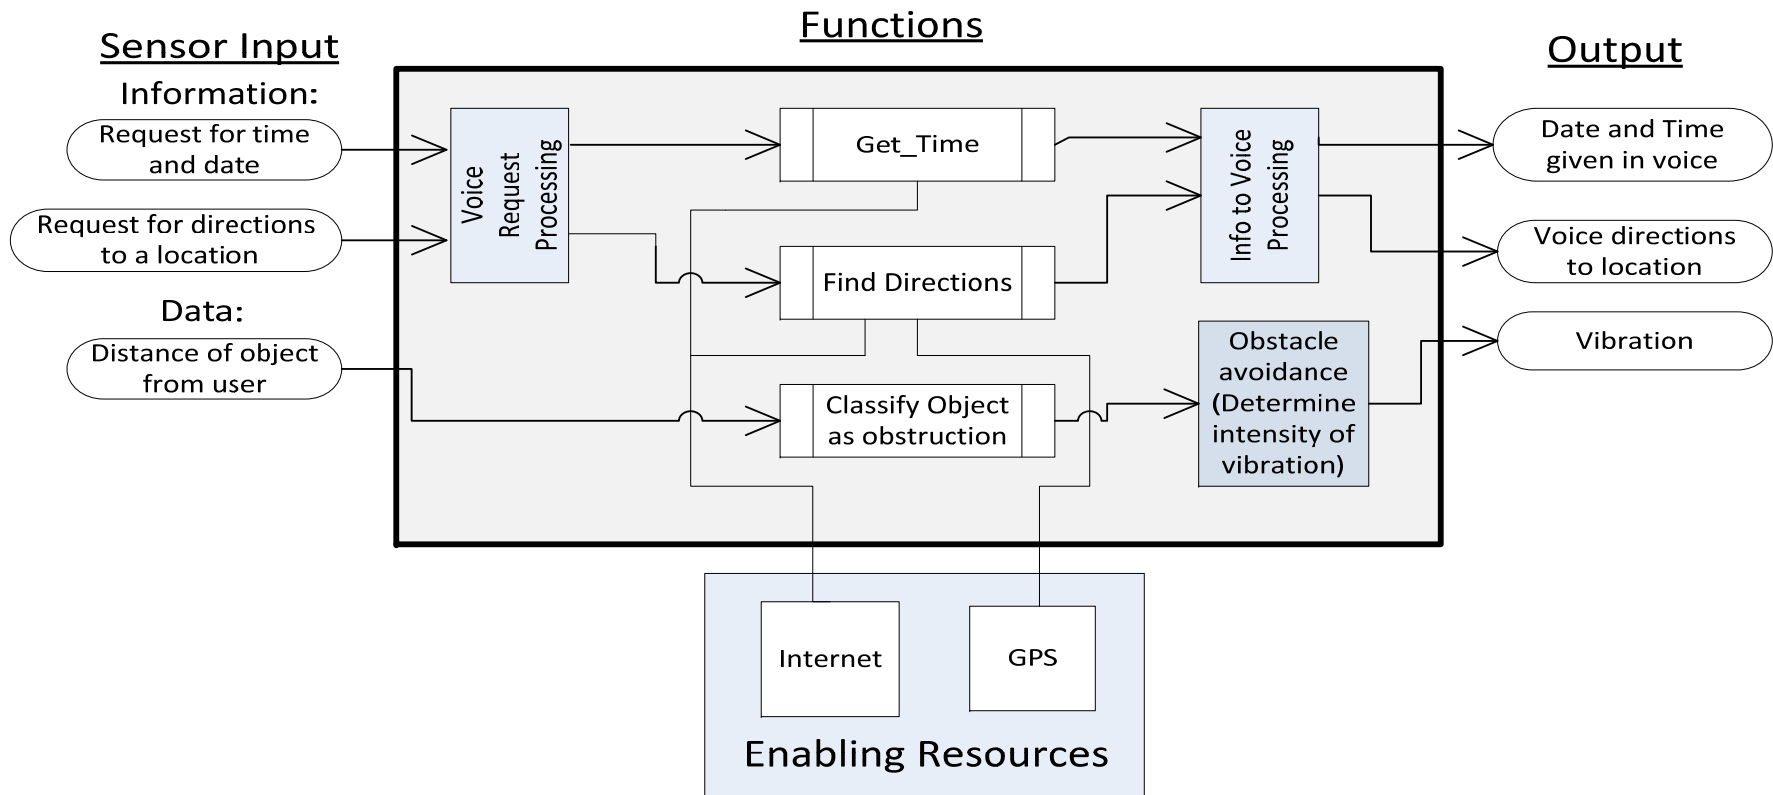 Functions
Sensor Input
Output
Information:
Request for time
and date
Request for directions
to a location
Data:
Distance of object
from user
Voice
Request
Processing
Get_Time
Find Directions
Classify Object
as obstruction
Info to Voice
Processing
Obstacle
avoidance
(Determine
intensity of
vibration)
Date and Time
given in voice
Voice directions
to location
Vibration
Internet
GPS
Enabling Resources